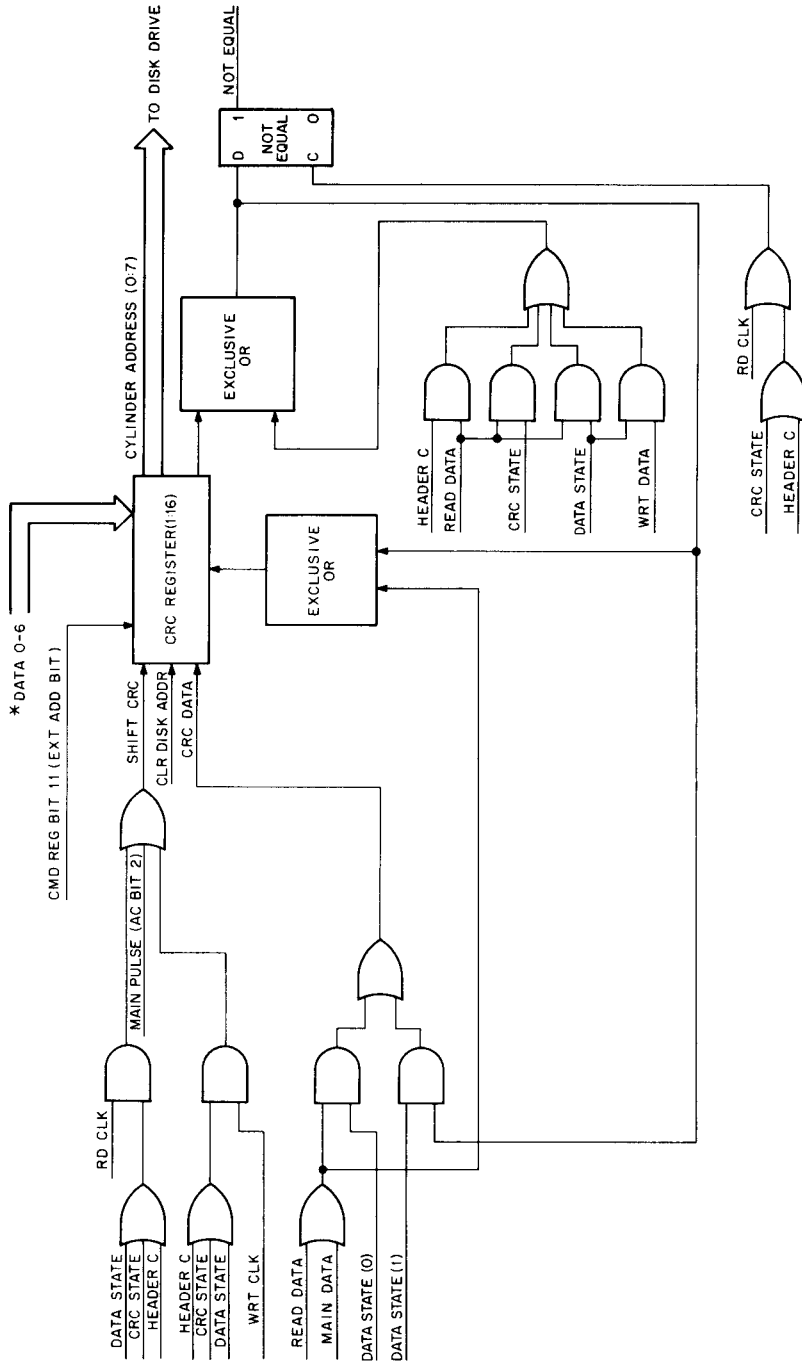 * DATA 0-6
CMD REG BIT 11 (EXT ADD BIT)
CYLINDER ADDRESS (0:7)
TO DISK DRIVE
SHIFT CRC
CLR DISK ADDR
CRC DATA
CRC REGISTER(1:16)
EXCLUSIVE
OR
D 1
NOT
EQUAL
C 0
NOT EQUAL
MAIN PULSE (AC BIT 2)
RD CLK
DATA STATE
CRC STATE
HEADER C
HEADER C
CRC STATE
DATA STATE
WRT CLK
EXCLUSIVE
OR
READ DATA
MAIN DATA
DATA STATE (0)
DATA STATE (1)
HEADER C
READ DATA
CRC STATE
DATA STATE
WRT DATA
RD CLK
CRC STATE
HEADER C